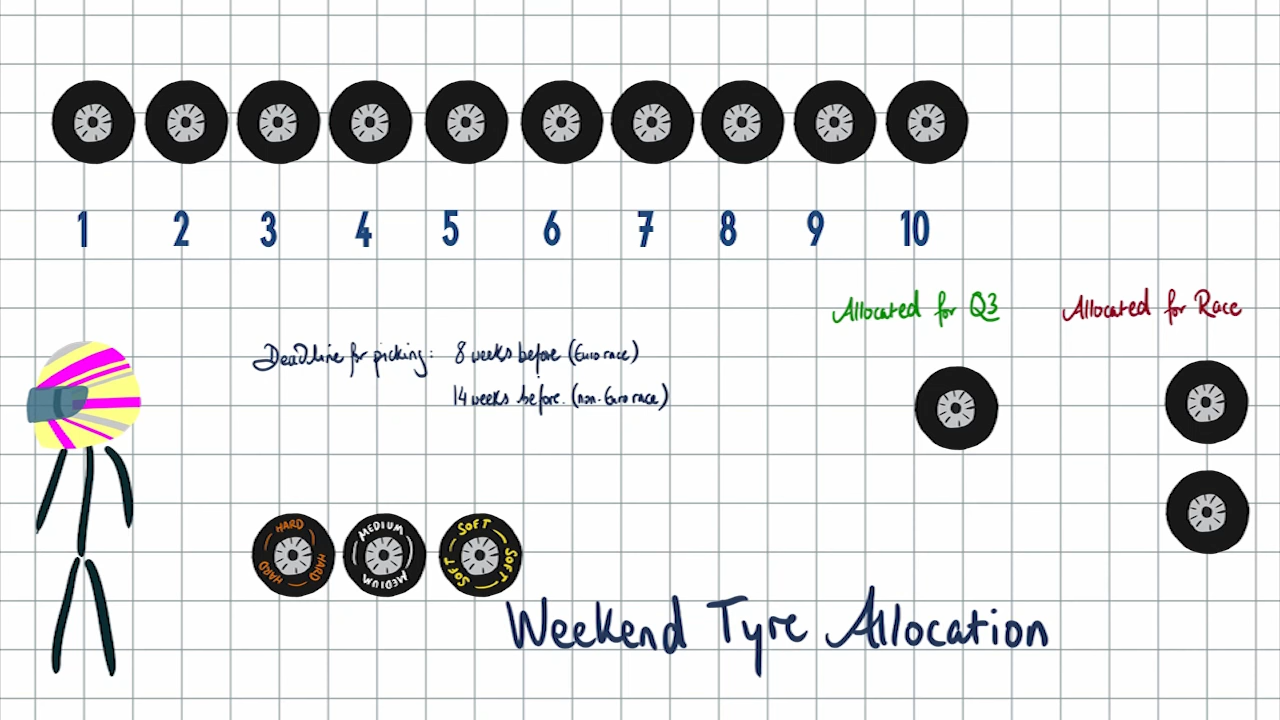 1 2 3 4 5 6 7 8 9 10
Allocated for Q3
Allocated for Race
Deadline for picking: 8 weeks before (Euro race)
14 weeks before. (non-Euro race)
HARD HARD HARD
MEDIUM MEDIUM
SOFT SOFT SOFT
Weekend Tyre Allocation